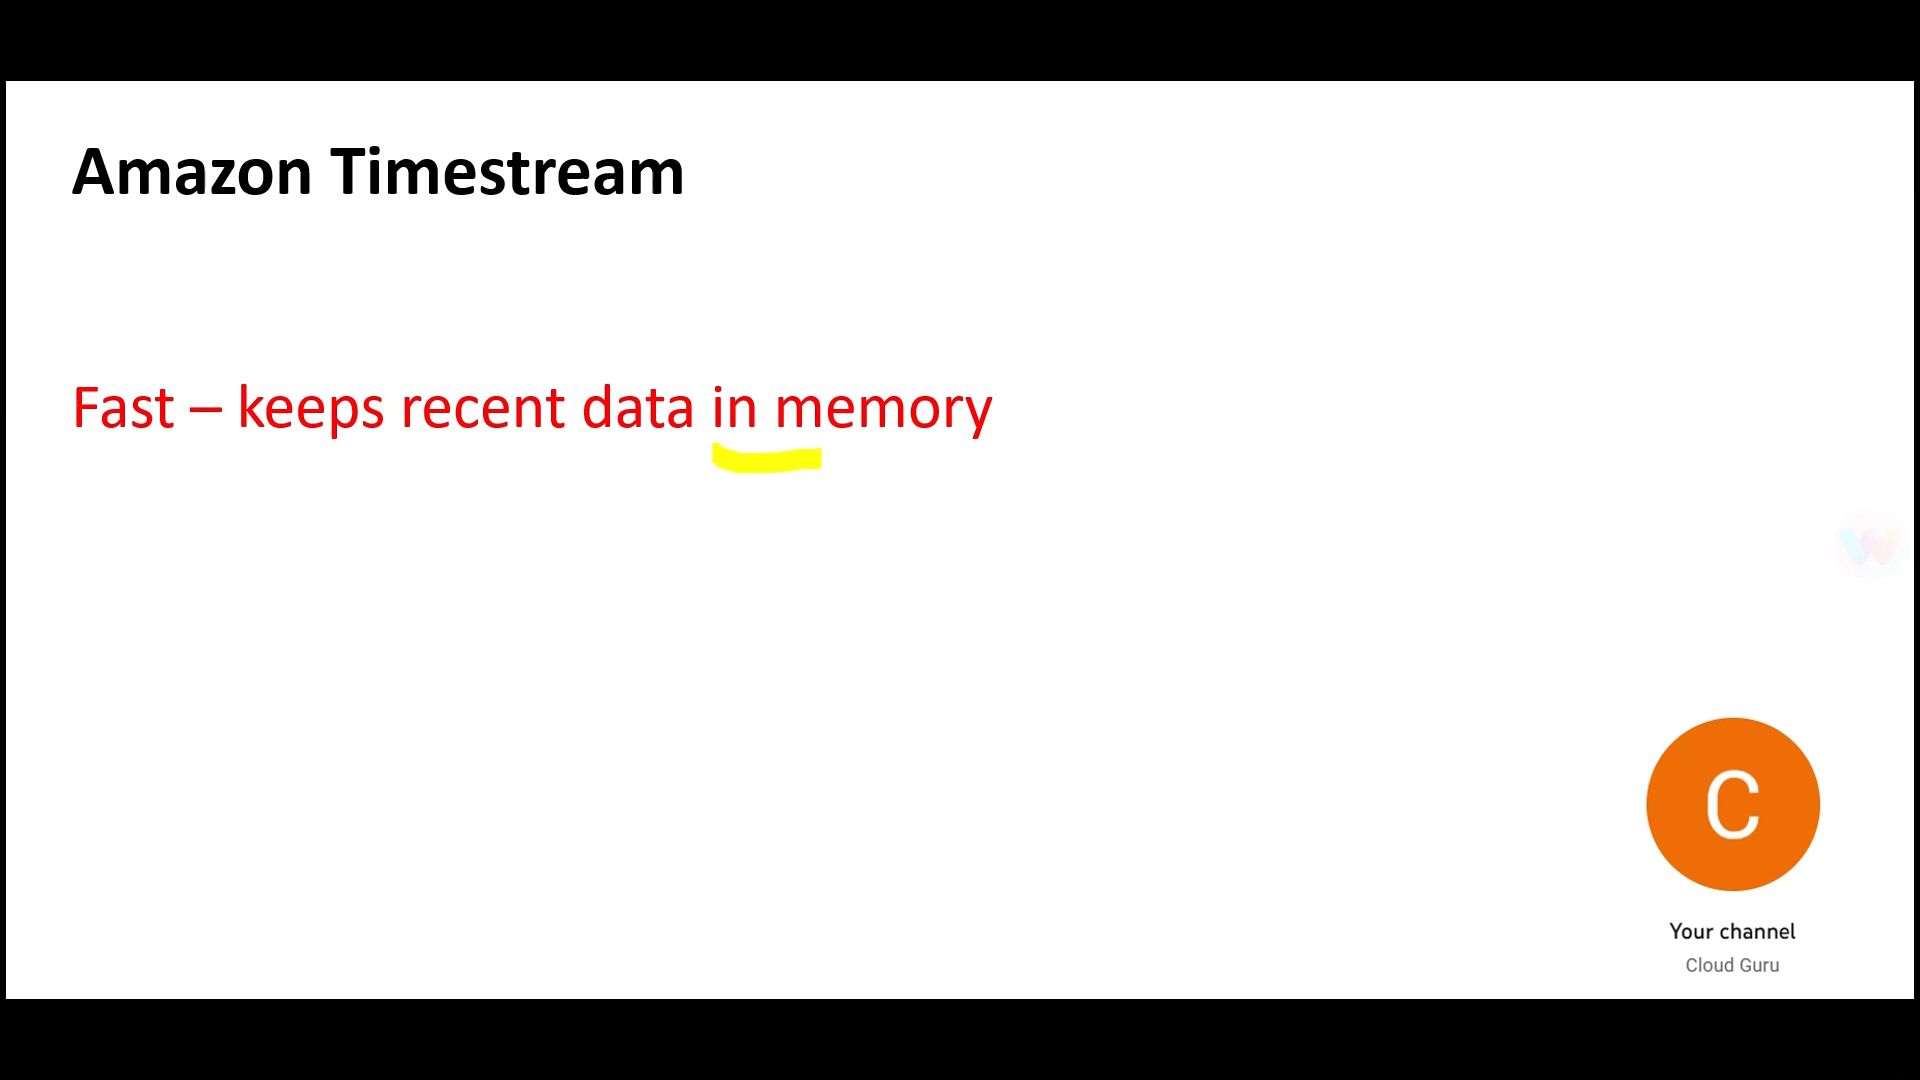 Amazon Timestream
Fast – keeps recent data in memory
C
Your channel
Cloud Guru